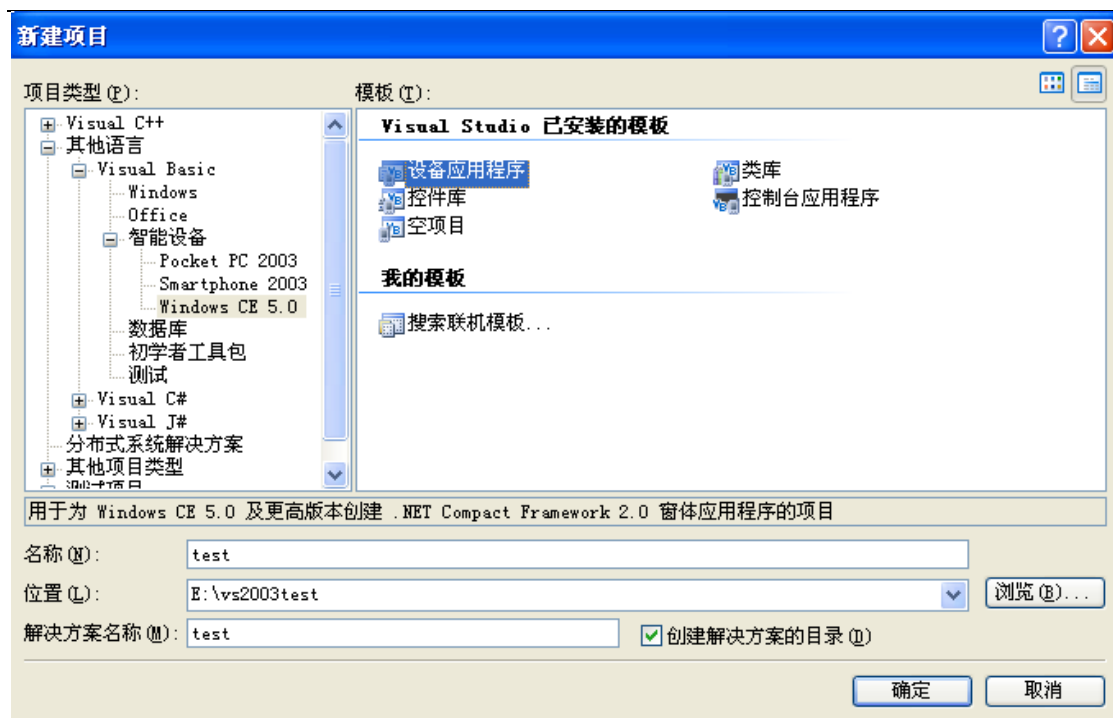 新建项目
项目类型(P):
模板(T):
Visual C++
其他语言
Visual Basic
Windows
Office
智能设备
Pocket PC 2003
Smartphone 2003
Windows CE 5.0
数据库
初学者工具包
测试
Visual C#
Visual J#
分布式系统解决方案
其他项目类型
测试项目
Visual Studio 已安装的模板
设备应用程序
类库
控件库
控制台应用程序
空项目
我的模板
搜索联机模板...
用于为 Windows CE 5.0 及更高版本创建 .NET Compact Framework 2.0 窗体应用程序的项目
名称(N):
test
位置(L):
E:\vs2003test
浏览(B)...
解决方案名称(M):
test
创建解决方案的目录(D)
确定
取消